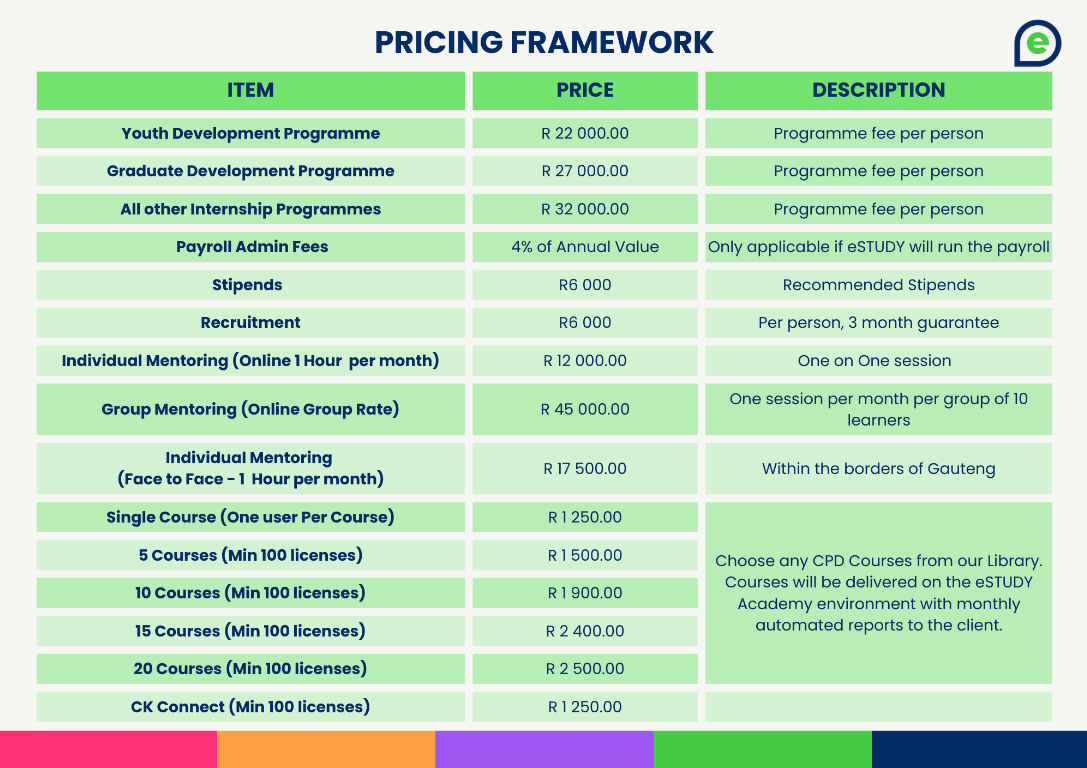 PRICING FRAMEWORK
e
ITEM
PRICE
DESCRIPTION
Youth Development Programme
R 22 000.00
Programme fee per person
Graduate Development Programme
R 27 000.00
Programme fee per person
All other Internship Programmes
R 32 000.00
Programme fee per person
Payroll Admin Fees
4% of Annual Value
Only applicable if eSTUDY will run the payroll
Stipends
R6 000
Recommended Stipends
Recruitment
R6 000
Per person, 3 month guarantee
Individual Mentoring (Online 1 Hour  per month)
R 12 000.00
One on One session
Group Mentoring (Online Group Rate)
R 45 000.00
One session per month per group of 10
learners
Individual Mentoring
(Face to Face - 1  Hour per month)
R 17 500.00
Within the borders of Gauteng
Single Course (One user Per Course)
R 1 250.00
5 Courses (Min 100 licenses)
R 1 500.00
10 Courses (Min 100 licenses)
R 1 900.00
15 Courses (Min 100 licenses)
R 2 400.00
20 Courses (Min 100 licenses)
R 2 500.00
Choose any CPD Courses from our Library.
Courses will be delivered on the eSTUDY
Academy environment with monthly
automated reports to the client.
CK Connect (Min 100 licenses)
R 1 250.00